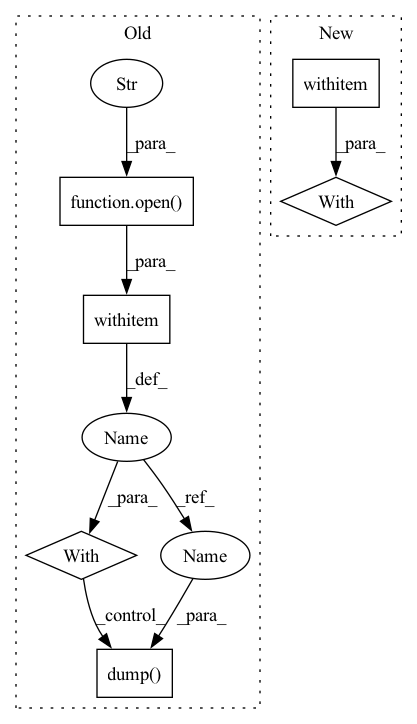 Old
New
Str
withitem
_para_
_para_
function.open()
With
_para_
withitem
_def_
Name
_para_
_ref_
With
Name
_control_
_para_
dump()